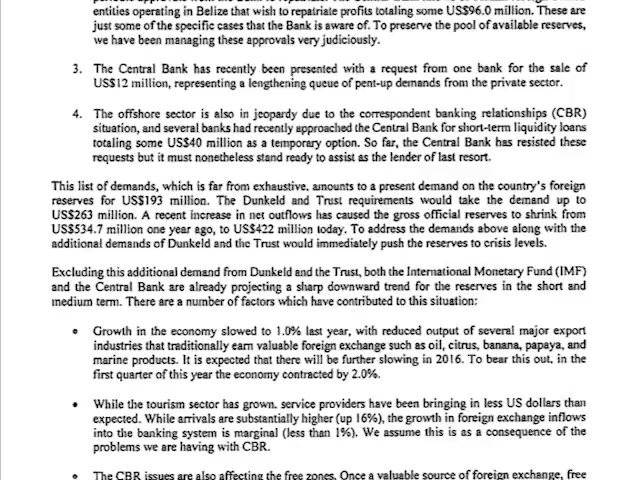 entities operating in Belize that wish to repatriate profits totaling some US$96.0 million. These are
just some of the specific cases that the Bank is aware of. To preserve the pool of available reserves,
we have been managing these approvals very judiciously.
3. The Central Bank has recently been presented with a request from one bank for the sale of
US$12 million, representing a lengthening queue of pent-up demands from the private sector.
4. The offshore sector is also in jeopardy due to the correspondent banking relationships (CBR)
situation, and several banks had recently approached the Central Bank for short-term liquidity loans
totaling some US$40 million as a temporary option. So far, the Central Bank has resisted these
requests but it must nonetheless stand ready to assist as the lender of last resort.
This list of demands, which is far from exhaustive, amounts to a present demand on the country's foreign
reserves for US$193 million. The Dunkeld and Trust requirements would take the demand up to
US$263 million. A recent increase in net outflows has caused the gross official reserves to shrink from
US$534.7 million one year ago, to US$422 million today. To address the demands above along with the
additional demands of Dunkeld and the Trust would immediately push the reserves to crisis levels.
Excluding this additional demand from Dunkeld and the Trust, both the International Monetary Fund (IMF)
and the Central Bank are already projecting a sharp downward trend for the reserves in the short and
medium term. There are a number of factors which have contributed to this situation:
• Growth in the economy slowed to 1.0% last year, with reduced output of several major export
industries that traditionally earn valuable foreign exchange such as oil, citrus, banana, papaya, and
marine products. It is expected that there will be further slowing in 2016. To bear this out, in the
first quarter of this year the economy contracted by 2.0%.
• While the tourism sector has grown, service providers have been bringing in less US dollars than
expected. While arrivals are substantially higher (up 16%), the growth in foreign exchange inflows
into the banking system is marginal (less than 1%). We assume this is as a consequence of the
problems we are having with CBR.
• The CBR issues are also affecting the free zones. Once a valuable source of foreign exchange, free